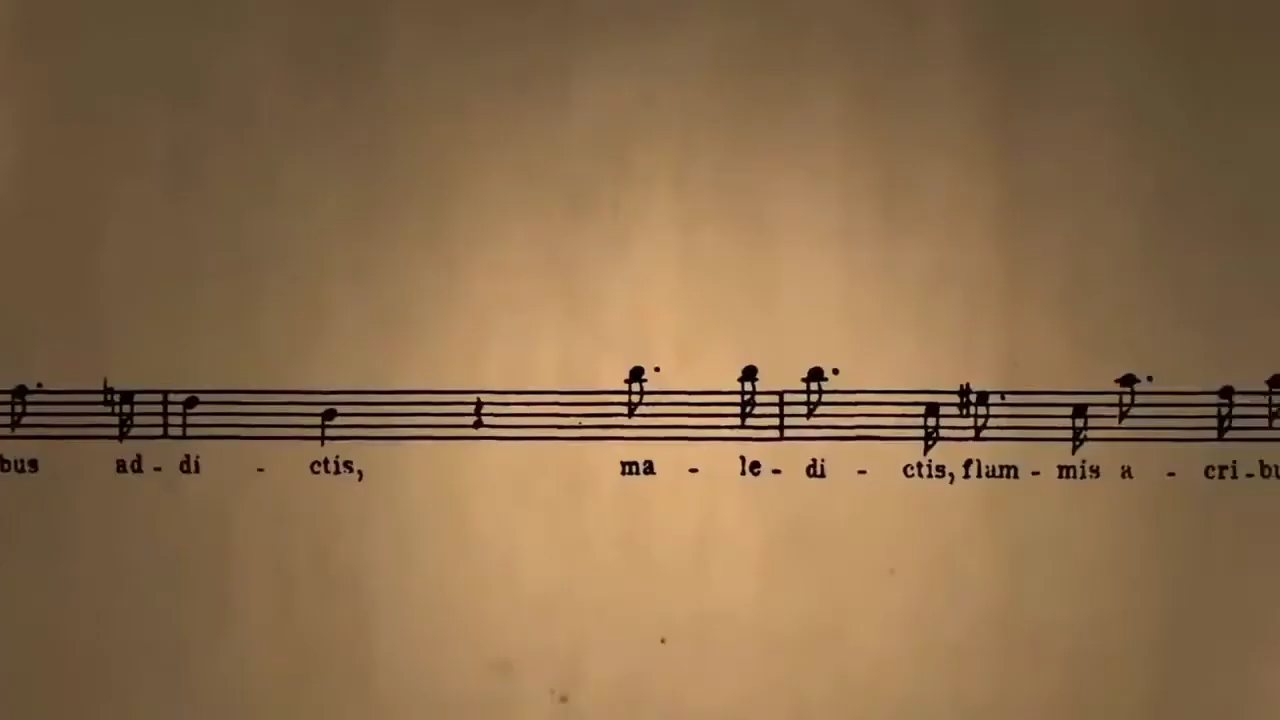 bus ad - di - ctis, ma - le - di - ctis, flam - mis a - cri - bu